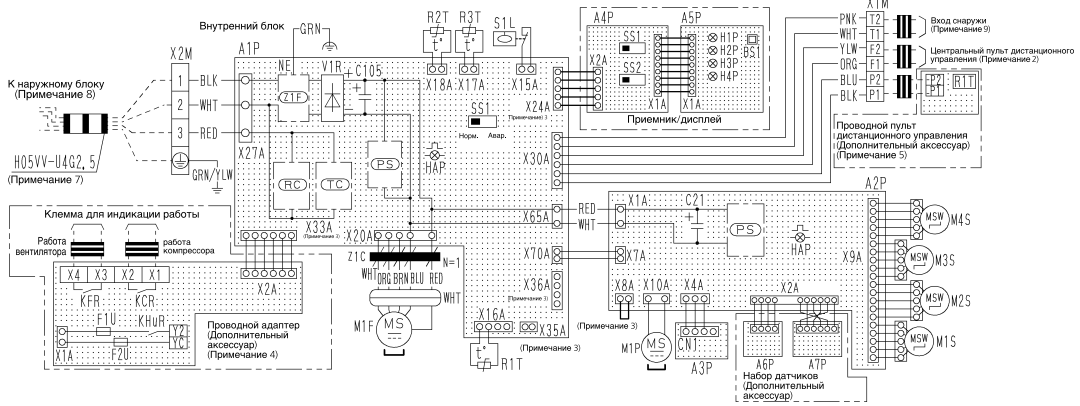 Внутренний блок
GRN
R2T
R3T
S1L
t°
t°
X18A
X17A
X15A
A4P
A5P
SS1
SS2
X2A
X1A
X1A
H1P
H2P
H3P
H4P
BS1
Приемник/дисплей
X1M
PNK
T2
WHT
T1
YLW
F2
ORG
F1
BLU
P2
BLK
P1
Вход снаружи
(Примечание 9)
Центральный пульт дистанционного
управления (Примечание 2)
P2
P1
R1T
Проводной пульт
дистанционного управления
(Дополнительный
аксессуар)
(Примечание 5)
К наружному блоку
(Примечание 8)
H05VV-U4G2,5
(Примечание 7)
X2M
1
2
3
BLK
WHT
RED
GRN/YLW
A1P
X27A
NE
Z1F
V1R
+
C105
RC
TC
PS
HAP
SS1
Норм.
Авар.
X24A
(Примечание 3)
X30A
X33A
(Примечание 3)
X20A
X65A
RED
WHT
X70A
X36A
(Примечание 3)
X35A
(Примечание 3)
X16A
t°
R1T
Z1C
N=1
WHT
ORG
BRN
BLU
RED
WHT
M1F
MS
Клемма для индикации работы
Работа
вентилятора
работа
компрессора
X4
X3
X2
X1
KFR
KCR
X2A
F1U
KHuR
Y2
YC
F2U
X1A
Проводной адаптер
(Дополнительный
аксессуар)
(Примечание 4)
A2P
X1A
C21
+
PS
HAP
X7A
X8A
X10A
X4A
X2A
X9A
(Примечание 3)
M1P
MS
CN1
A3P
A6P
A7P
Набор датчиков
(Дополнительный
аксессуар)
MSW
M4S
MSW
M3S
MSW
M2S
MSW
M1S